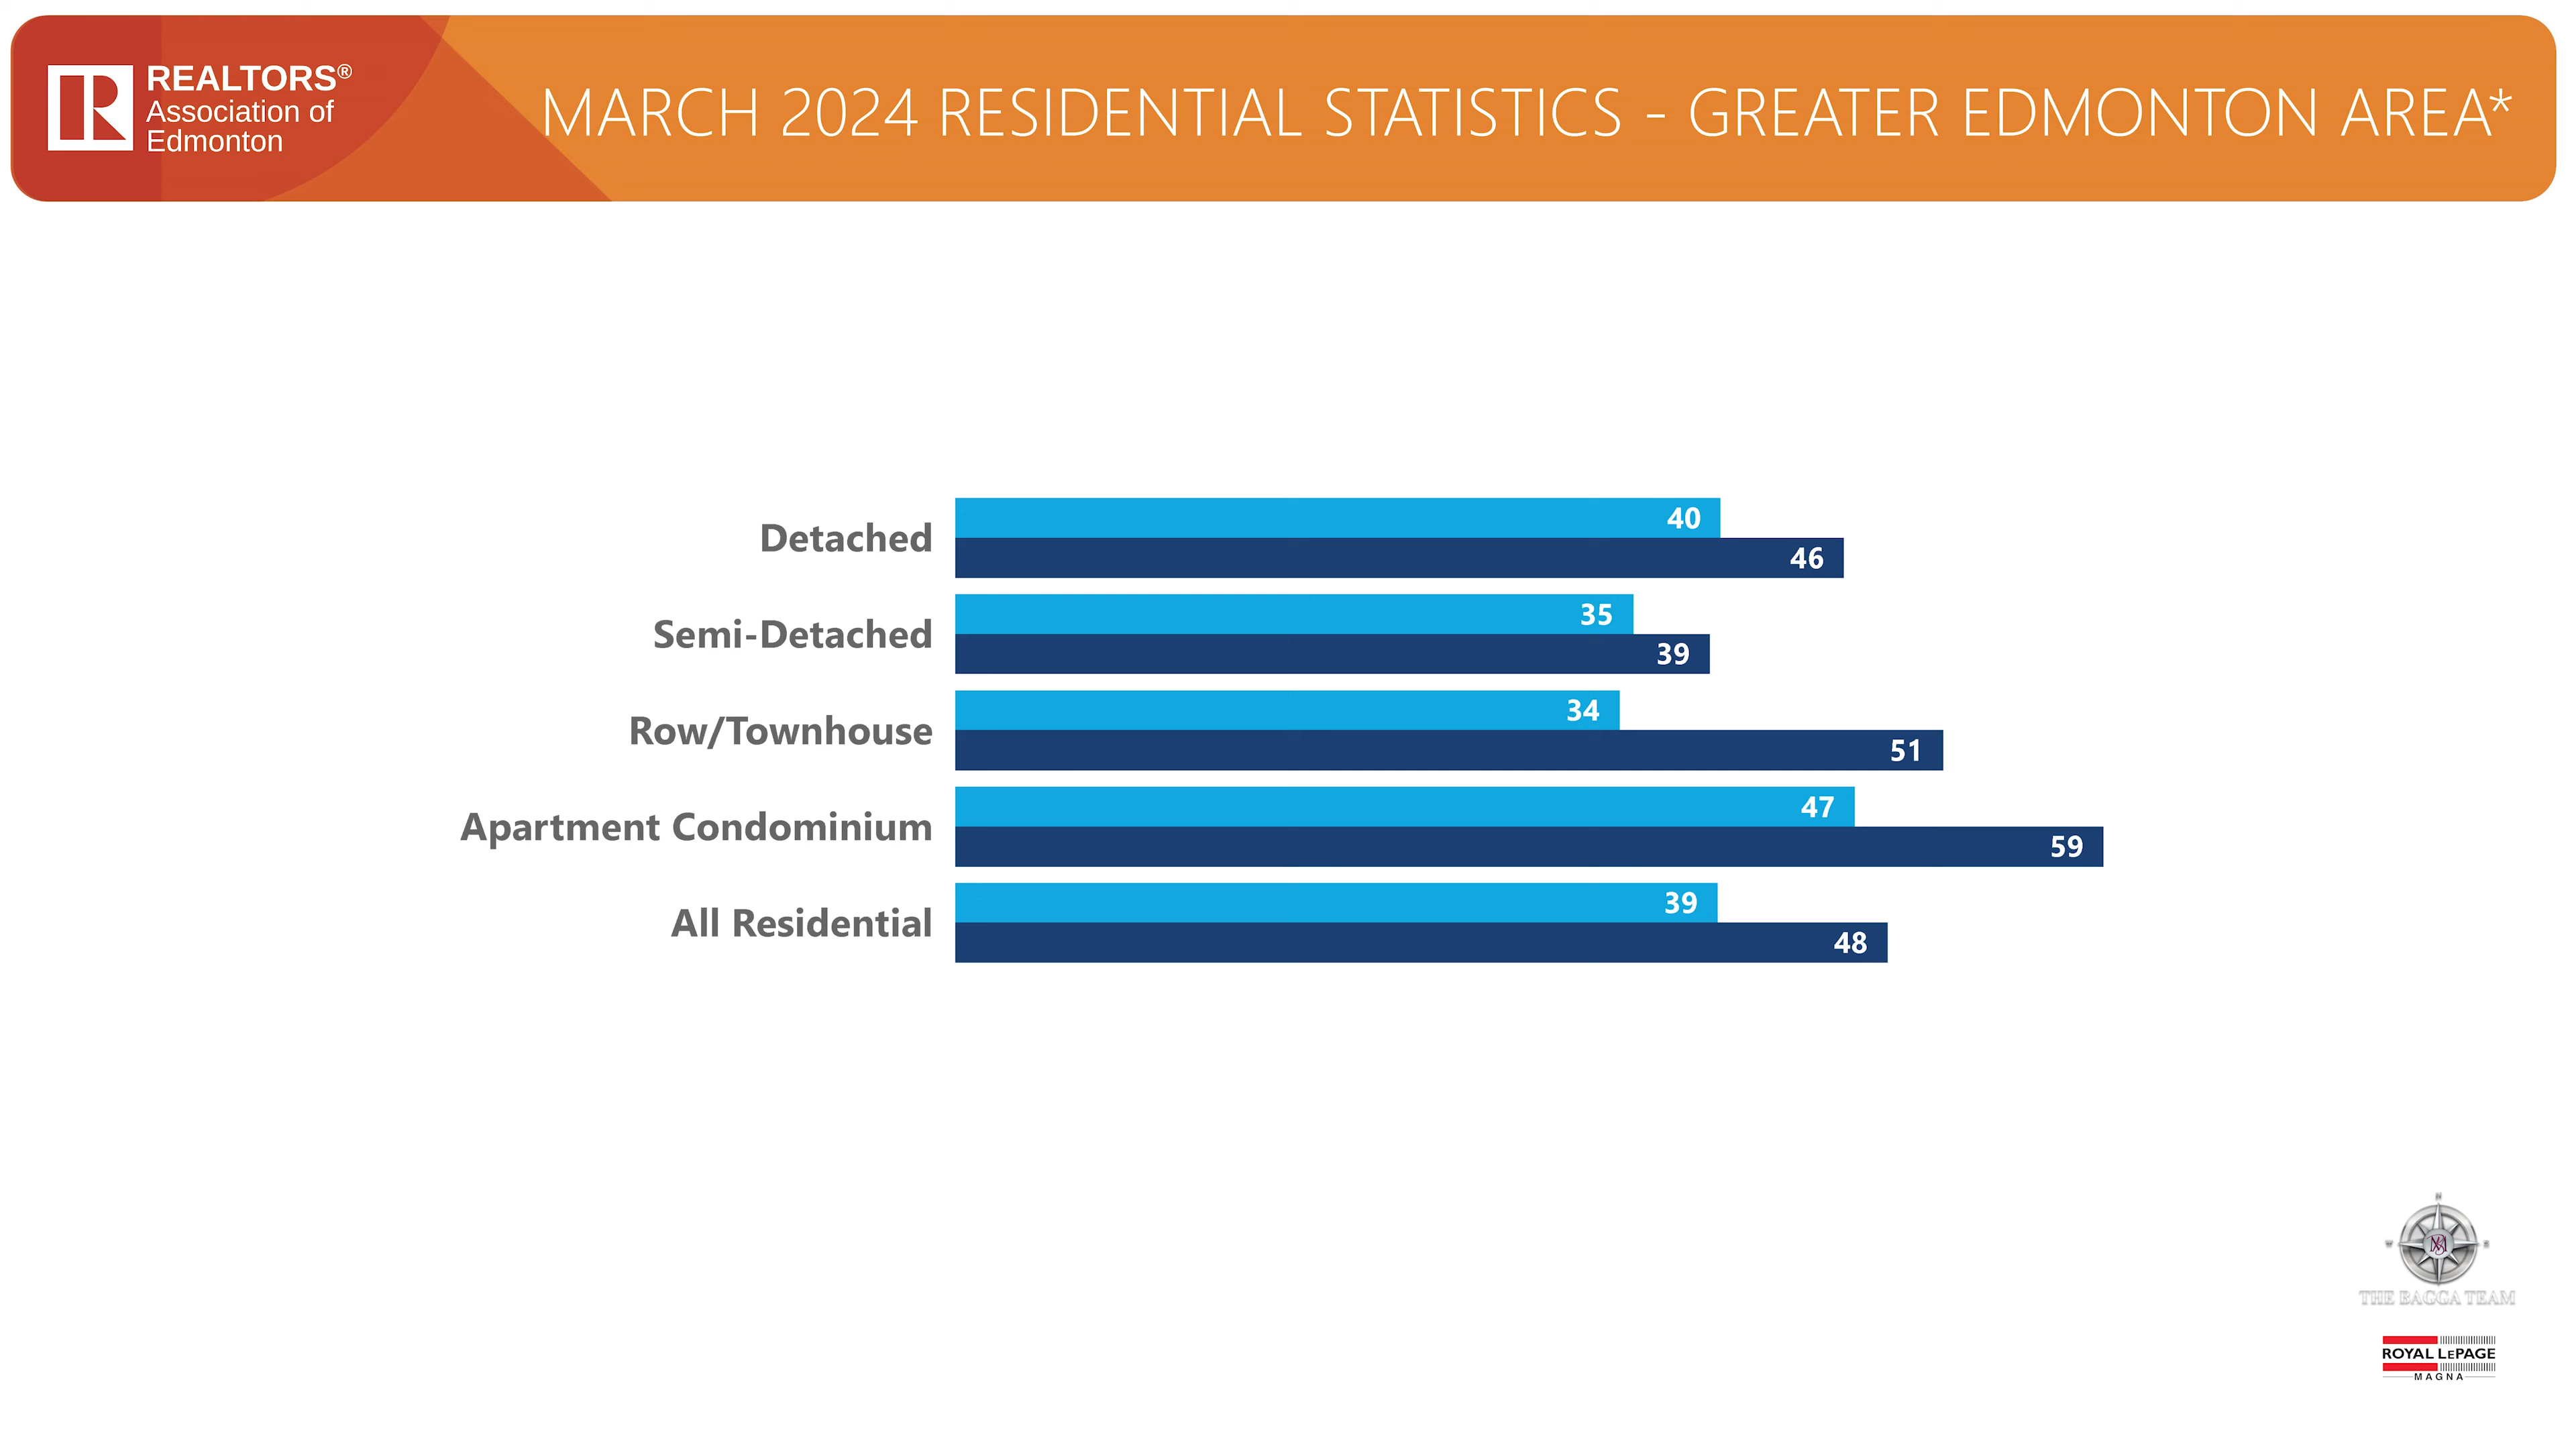 REALTORS®
Association of
Edmonton
MARCH 2024 RESIDENTIAL STATISTICS - GREATER EDMONTON AREA*
Detached
40
46
Semi-Detached
35
39
Row/Townhouse
34
51
Apartment Condominium
47
59
All Residential
39
48
N
W E
THE BAGGA TEAM
ROYAL LEPAGE
MAGNA